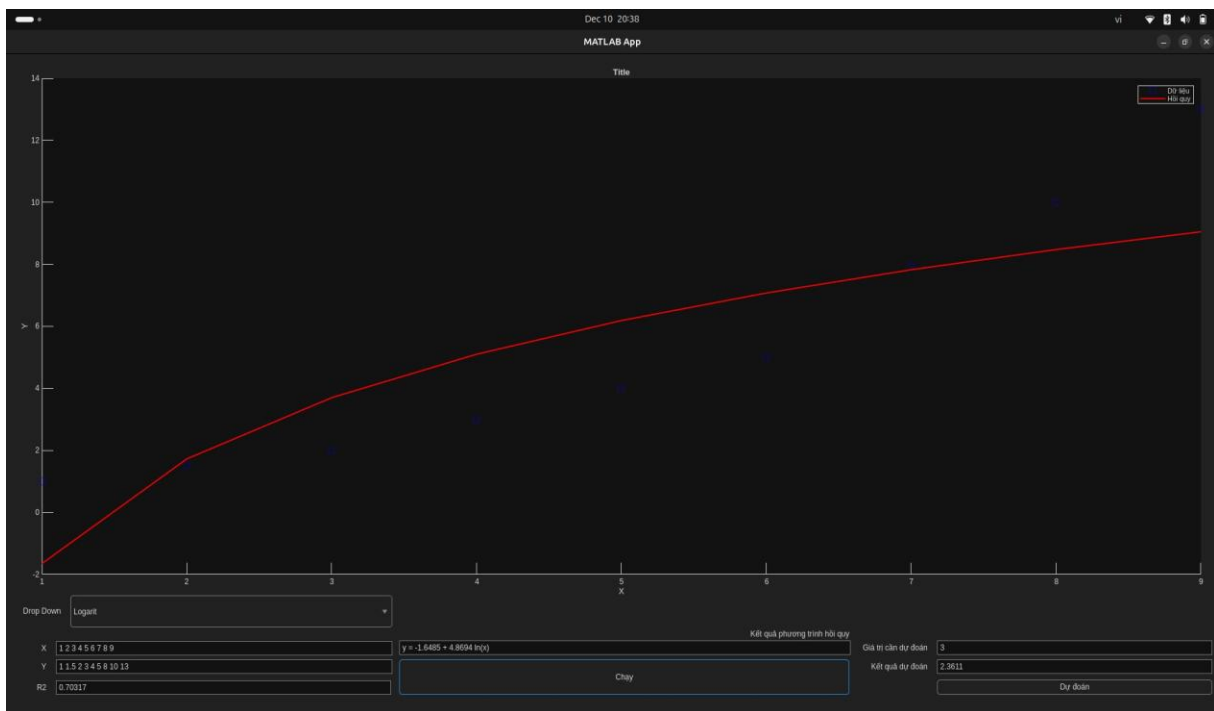 Dec 10 20:38
vi
MATLAB App
Title
14
12
10
8
6
4
2
0
-2
Y
Dữ liệu
Hồi quy
1 2 3 4 5 6 7 8 9
X
Drop Down Logarit
Kết quả phương trình hồi quy
X 1 2 3 4 5 6 7 8 9
y = -1.6485 + 4.8694 ln(x)
Giá trị cần dự đoán 3
Y 1 1.5 2 3 4 5 8 10 13
Chạy
Kết quả dự đoán 2.3611
R2 0.70317
Dự đoán